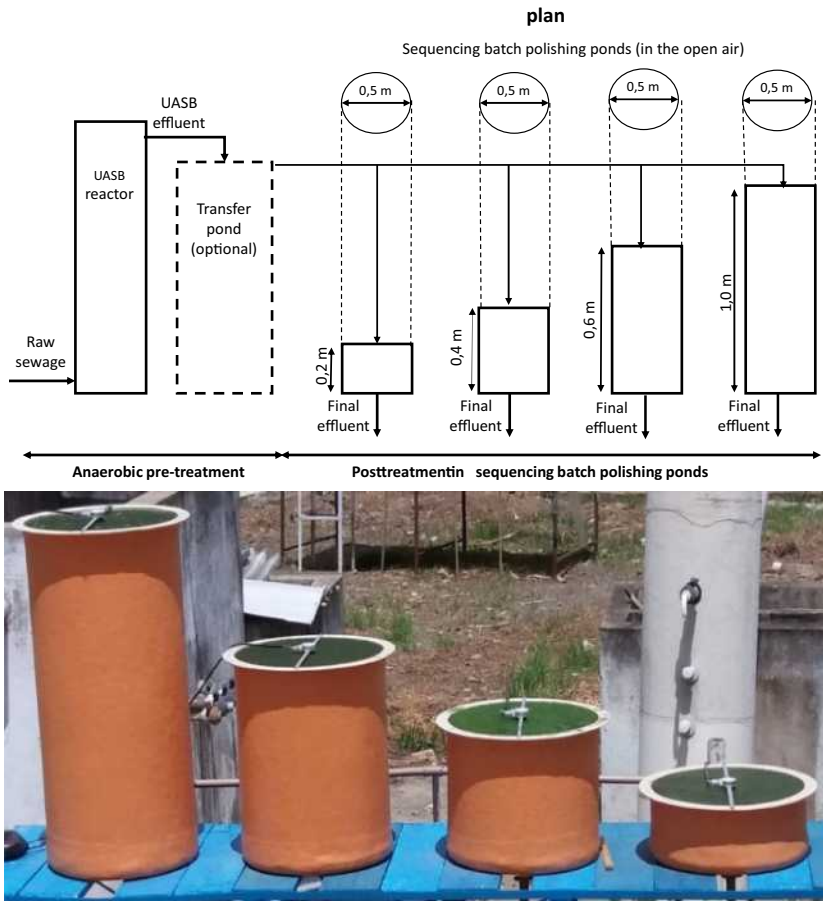 plan
Sequencing batch polishing ponds (in the open air)
0,5 m
0,5 m
0,5 m
0,5 m
UASB
effluent
UASB
reactor
Transfer
pond
(optional)
Raw
sewage
0,2 m
0,4 m
0,6 m
1,0 m
Final
effluent
Final
effluent
Final
effluent
Final
effluent
Anaerobic pre-treatment
Posttreatmentin sequencing batch polishing ponds